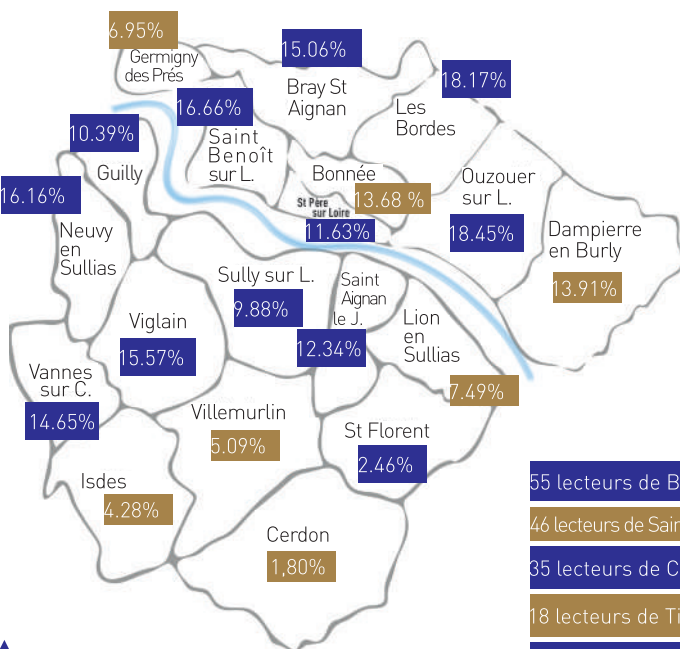 6.95%
Germigny
des Prés
15.06%
Bray St
Aignan
18.17%
Les
Bordes
16.66%
Saint
Benoît
sur L.
10.39%
Guilly
Bonnée
13.68 %
St Père
sur Loire
11.63%
Ouzouer
sur L.
18.45%
Dampierre
en Burly
13.91%
16.16%
Neuvy
en
Sullias
Sully sur L.
9.88%
Saint
Aignan
le J.
12.34%
Lion
en
Sullias
7.49%
Viglain
15.57%
Vannes
sur C.
14.65%
Villemurlin
5.09%
St Florent
2.46%
Isdes
4.28%
Cerdon
1,80%
55 lecteurs de B
46 lecteurs de Sain
35 lecteurs de C
18 lecteurs de Ti